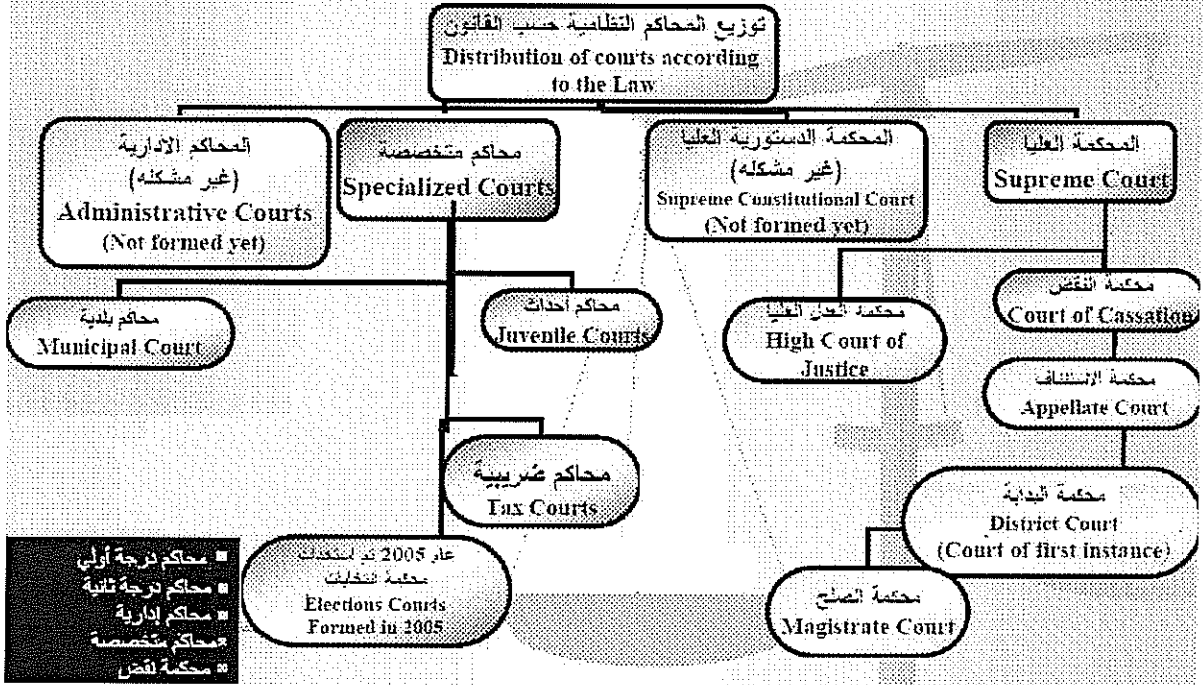 توزيع المحاكم النظامية حسب القانون
Distribution of courts according
to the Law
المحاكم الادارية
(غير مشكله)
Administrative Courts
(Not formed yet)
محاكم متخصصة
Specialized Courts
المحكمة الدستورية العليا
(غير مشكله)
Supreme Constitutional Court
(Not formed yet)
المحكمة العليا
Supreme Court
محاكم بلدية
Municipal Court
محاكم أحداث
Juvenile Courts
محكمة العدل العليا
High Court of
Justice
محكمة النقض
Court of Cassation
محكمة الاستئناف
Appellate Court
محاكم ضريبية
Tax Courts
محكمة البداية
District Court
(Court of first instance)
عام 2005 تم استحداث
محكمة انتخابات
Elections Courts
Formed in 2005
محكمة الصلح
Magistrate Court
محاكم درجة أولى
محاكم درجة ثانية
محاكم إدارية
محاكم متخصصة
محكمة نقض